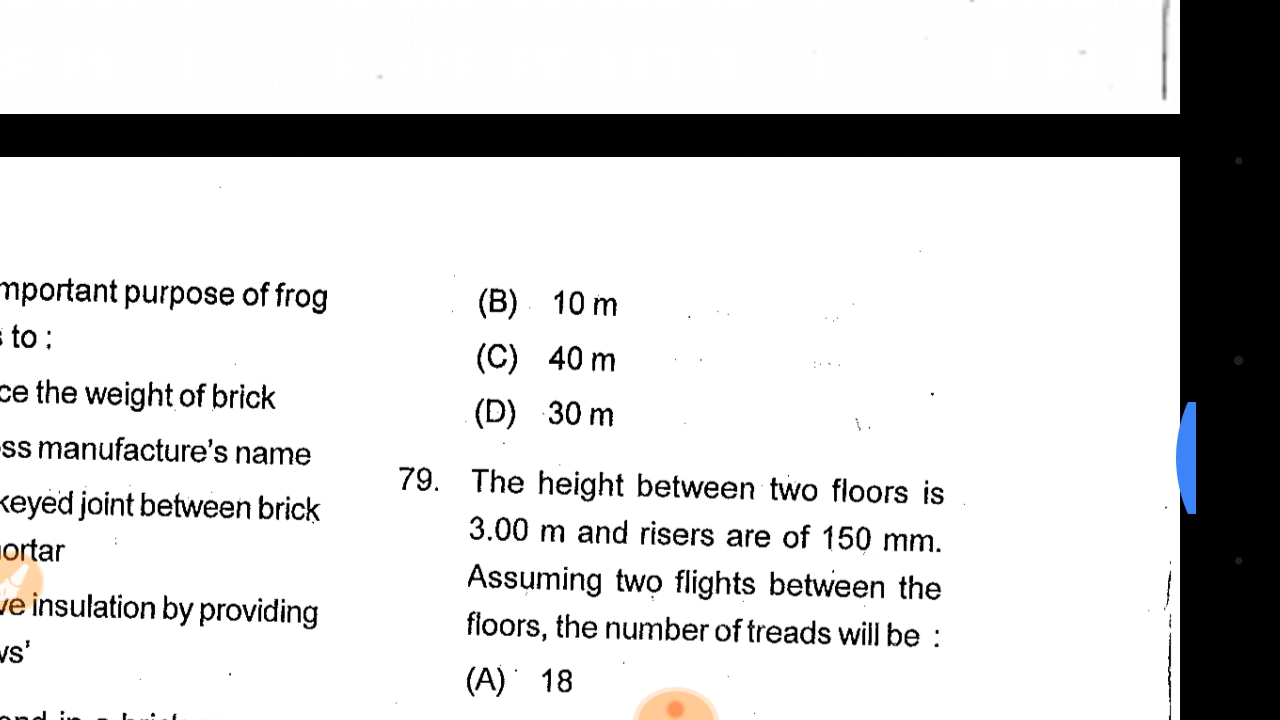 mportant purpose of frog
to :
ce the weight of brick
ss manufacture's name
keyed joint between brick
ortar
ve insulation by providing
ws'
(B) 10 m
(C) 40 m
(D) 30 m
79. The height between two floors is
3.00 m and risers are of 150 mm.
Assuming two flights between the
floors, the number of treads will be :
(A) 18